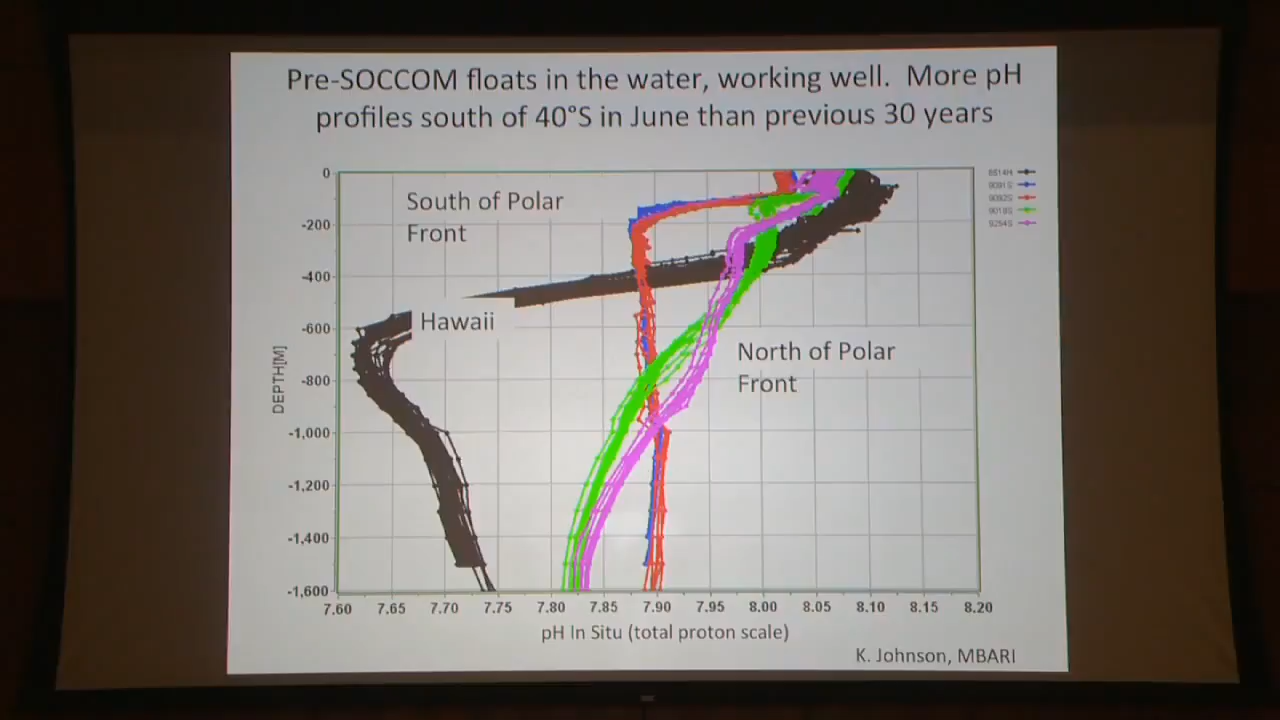 Pre-SOCCOM floats in the water, working well. More pH
profiles south of 40°S in June than previous 30 years
0
-200
-400
-600
-800
-1,000
-1,200
-1,400
-1,600
DEPTH[M]
South of Polar
Front
Hawaii
North of Polar
Front
8514H
9091S
9092S
9254S
7.60 7.65 7.70 7.75 7.80 7.85 7.90 7.95 8.00 8.05 8.10 8.15 8.20
pH In Situ (total proton scale)
K. Johnson, MBARI